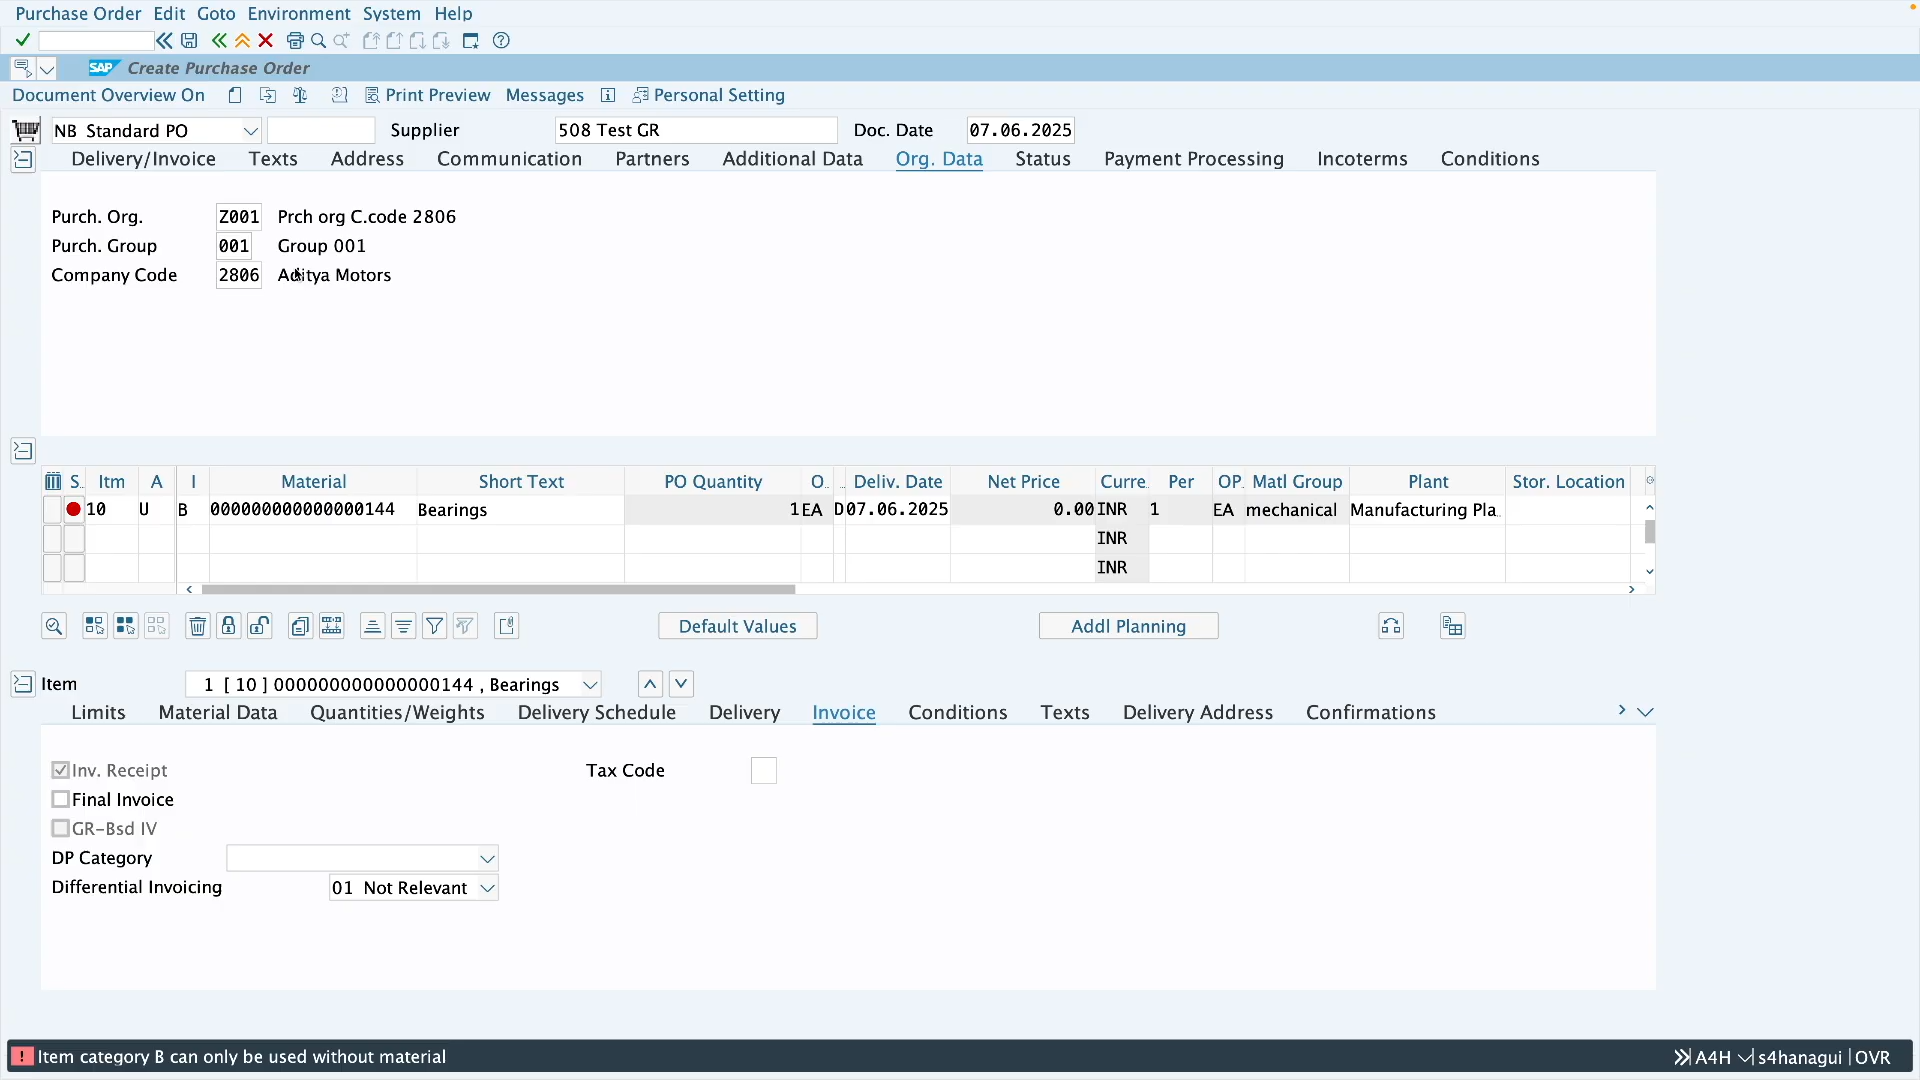 Purchase Order Edit Goto Environment System Help
SAP Create Purchase Order
Document Overview On Print Preview Messages Personal Setting
NB Standard PO Supplier 508 Test GR Doc. Date 07.06.2025
Delivery/Invoice Texts Address Communication Partners Additional Data Org. Data Status Payment Processing Incoterms Conditions
Purch. Org. Z001 Prch org C.code 2806
Purch. Group 001 Group 001
Company Code 2806 Aditya Motors
S. Itm A I Material Short Text PO Quantity O. .. Deliv. Date Net Price Curre. Per OP. Matl Group Plant Stor. Location
10 U B 000000000000000144 Bearings 1 EA D 07.06.2025 0.00 INR 1 EA mechanical Manufacturing Pla.
INR
INR
Default Values Addl Planning
Item 1 [ 10 ] 000000000000000144 , Bearings
Limits Material Data Quantities/Weights Delivery Schedule Delivery Invoice Conditions Texts Delivery Address Confirmations
Inv. Receipt Tax Code
Final Invoice
GR-Bsd IV
DP Category
Differential Invoicing 01 Not Relevant
Item category B can only be used without material A4H s4hanagui OVR